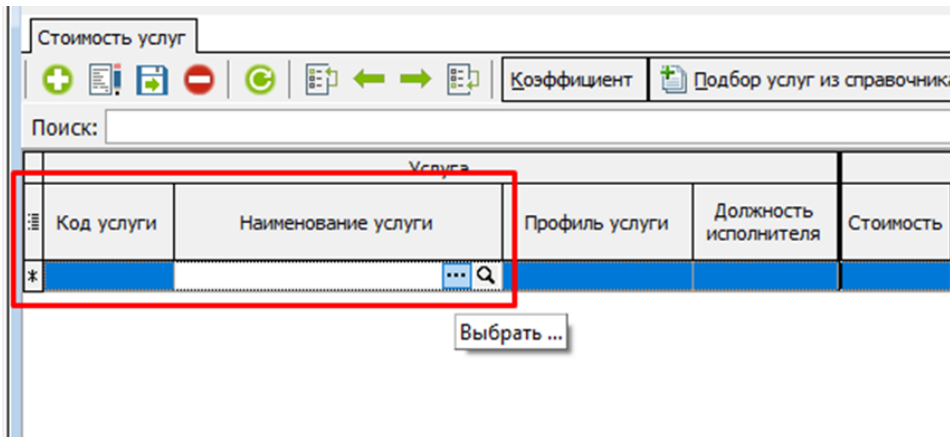 Стоимость услуг
Коэффициент Подбор услуг из справочника
Поиск:
Услуга
Код услуги Наименование услуги Профиль услуги Должность исполнителя Стоимость
Выбрать ...